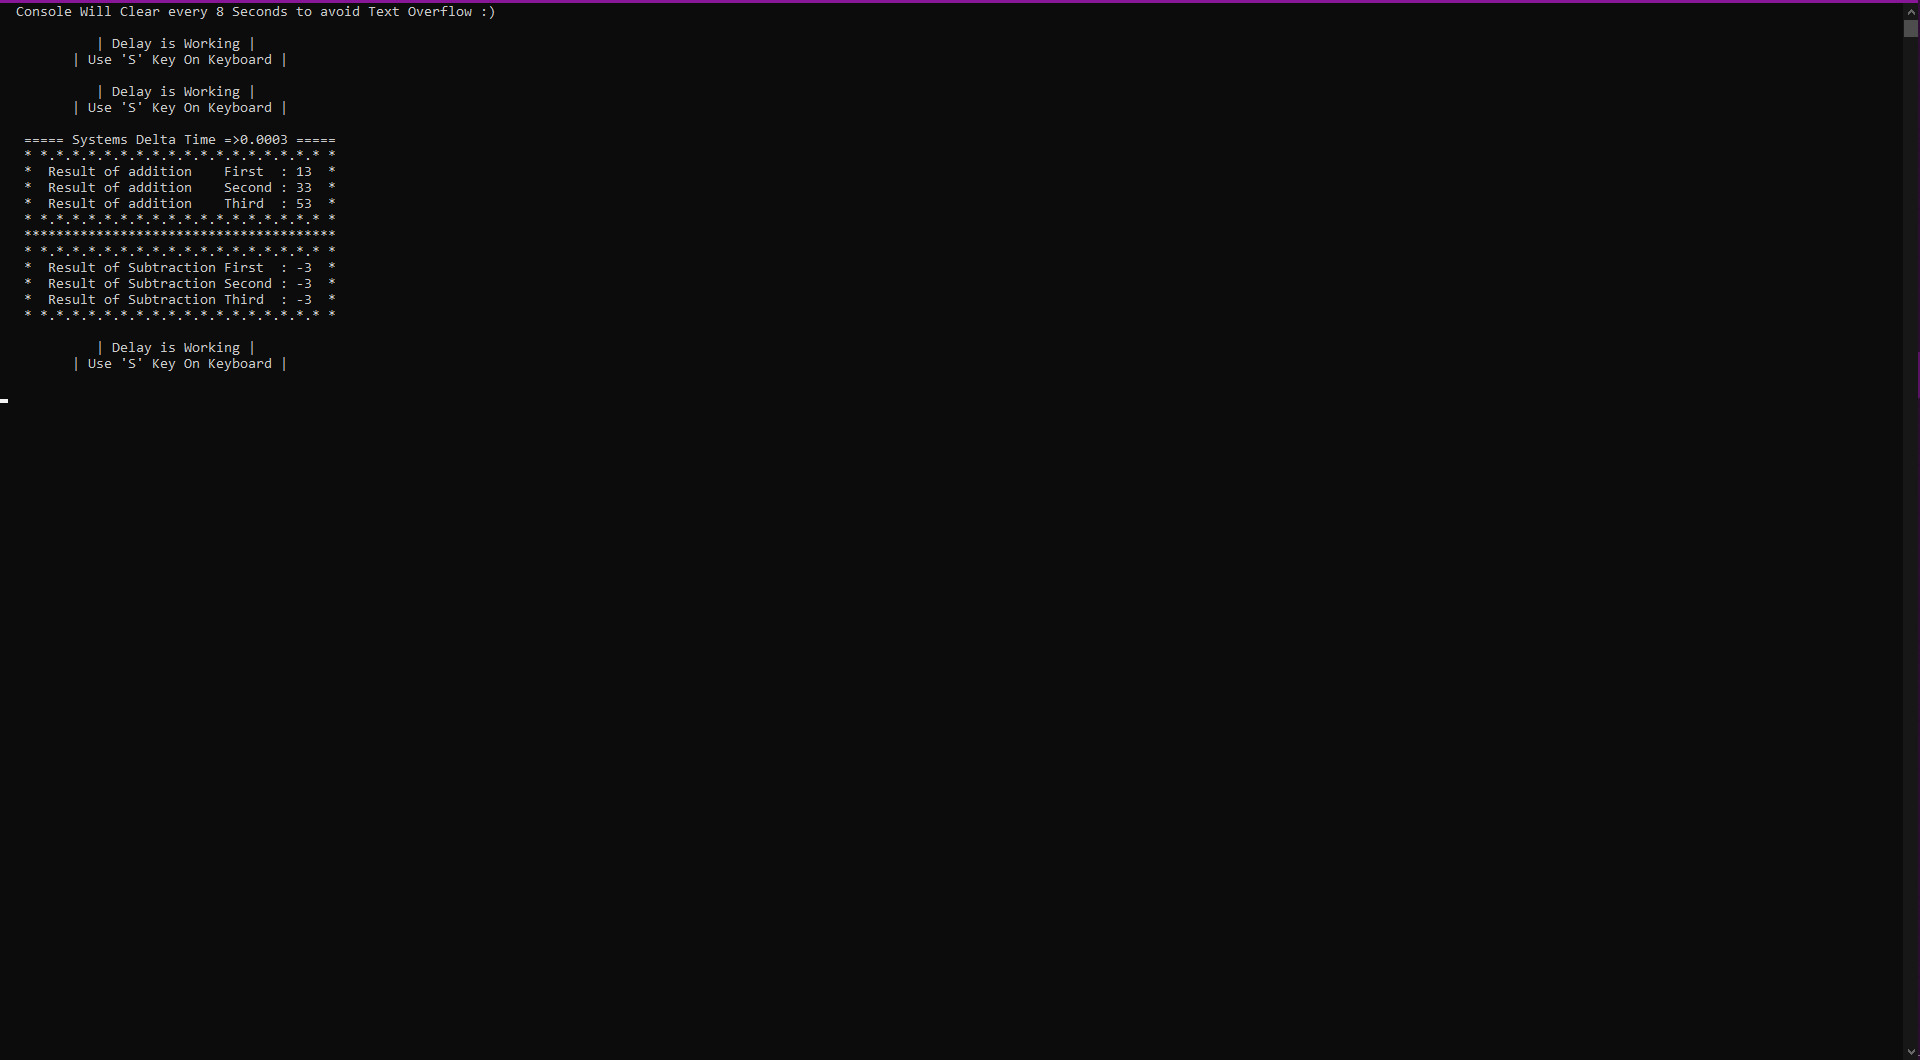 Console Will Clear every 8 Seconds to avoid Text Overflow :)
| Delay is Working |
| Use 'S' Key On Keyboard |
| Delay is Working |
| Use 'S' Key On Keyboard |
===== Systems Delta Time =>0.0003 =====
* *.*.*.*.*.*.*.*.*.*.*.*.*.*.*.*.*.* *
*  Result of addition    First  : 13  *
*  Result of addition    Second : 33  *
*  Result of addition    Third  : 53  *
* *.*.*.*.*.*.*.*.*.*.*.*.*.*.*.*.*.* *
***************************************
* *.*.*.*.*.*.*.*.*.*.*.*.*.*.*.*.*.* *
*  Result of Subtraction First  : -3  *
*  Result of Subtraction Second : -3  *
*  Result of Subtraction Third  : -3  *
* *.*.*.*.*.*.*.*.*.*.*.*.*.*.*.*.*.* *
| Delay is Working |
| Use 'S' Key On Keyboard |